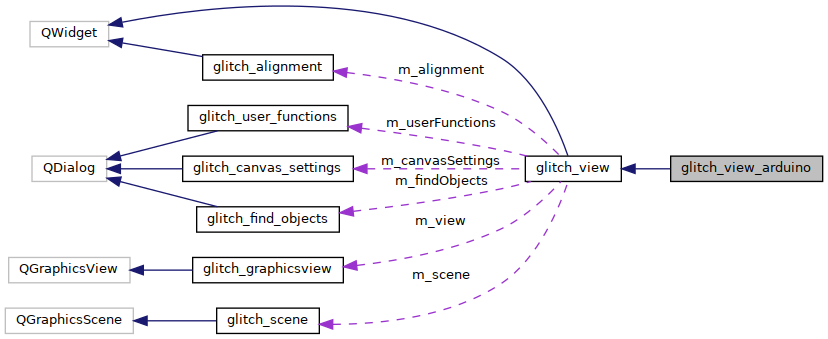 QWidget
glitch_alignment
m_alignment
glitch_user_functions
m_userFunctions
QDialog
glitch_canvas_settings
m_canvasSettings
glitch_view
glitch_view_arduino
m_findObjects
glitch_find_objects
m_view
QGraphicsView
glitch_graphicsview
m_scene
QGraphicsScene
glitch_scene